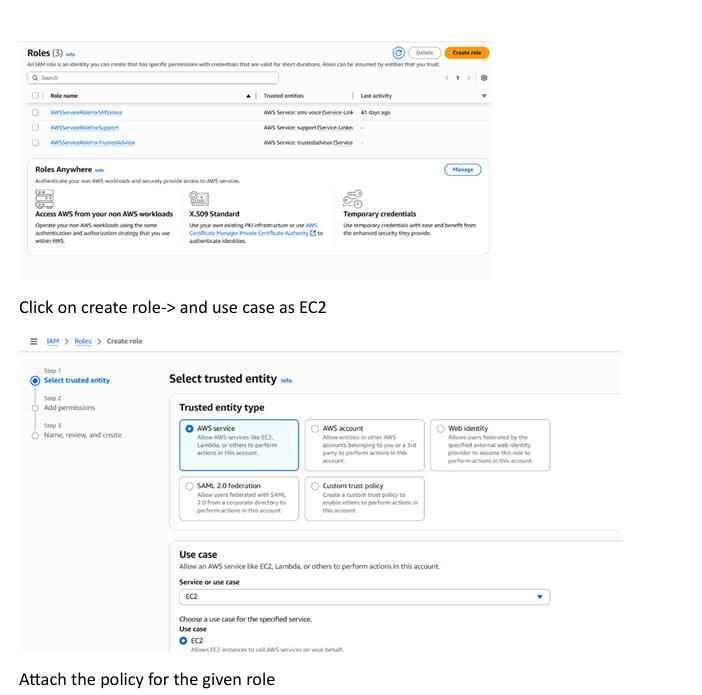 Roles (3) Info
Delete
Create role
An IAM role is an identity you can create that has specific permissions with credentials that are valid for short durations. Roles can be assumed by entities that you trust.
Search
1
Role name
Trusted entities
Last activity
AWSServiceRoleForSMSVoice
AWS Service: sms-voice (Service-Link
41 days ago
AWSServiceRoleForSupport
AWS Service: support (Service-Linked
-
AWSServiceRoleForTrustedAdvisor
AWS Service: trustedadvisor (Service
-
Roles Anywhere Info
Manage
Authenticate your non AWS workloads and securely provide access to AWS services.
Access AWS from your non AWS workloads
Operate your non AWS workloads using the same
authentication and authorization strategy that you use
within AWS.
X.509 Standard
Use your own existing PKI infrastructure or use AWS
Certificate Manager Private Certificate Authority to
authenticate identities.
Temporary credentials
Use temporary credentials with ease and benefit from
the enhanced security they provide.
Click on create role-> and use case as EC2
IAM > Roles > Create role
Step 1
Select trusted entity
Step 2
Add permissions
Step 3
Name, review, and create
Select trusted entity Info
Trusted entity type
AWS service
Allow AWS services like EC2,
Lambda, or others to perform
actions in this account.
AWS account
Allow entities in other AWS
accounts belonging to you or a 3rd
party to perform actions in this
account.
Web identity
Allows users federated by the
specified external web identity
provider to assume this role to
perform actions in this account.
SAML 2.0 federation
Allow users federated with SAML
2.0 from a corporate directory to
perform actions in this account.
Custom trust policy
Create a custom trust policy to
enable others to perform actions in
this account.
Use case
Allow an AWS service like EC2, Lambda, or others to perform actions in this account.
Service or use case
EC2
Choose a use case for the specified service.
Use case
EC2
Allows EC2 instances to call AWS services on your behalf.
Attach the policy for the given role